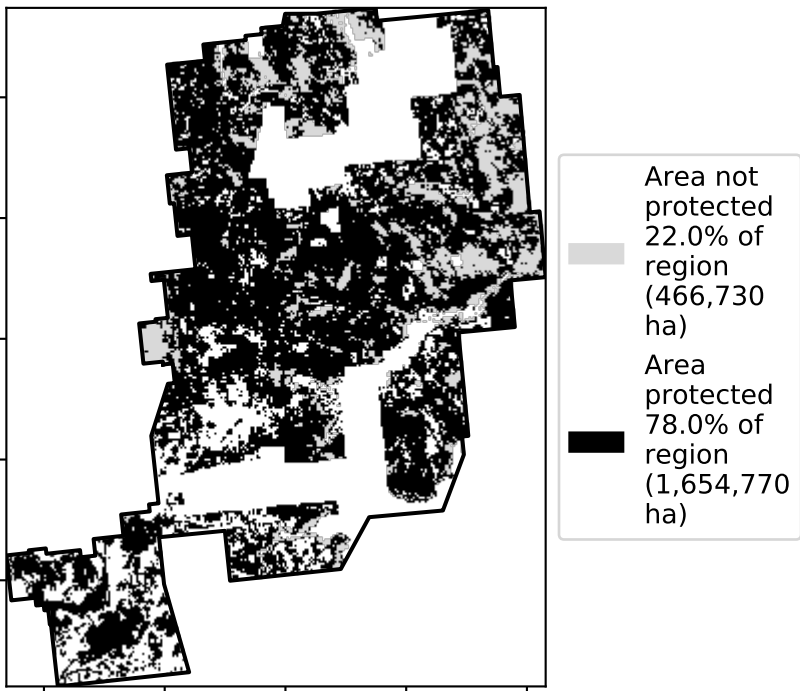 Area not
protected
22.0% of
region
(466,730
ha)
Area
protected
78.0% of
region
(1,654,770
ha)